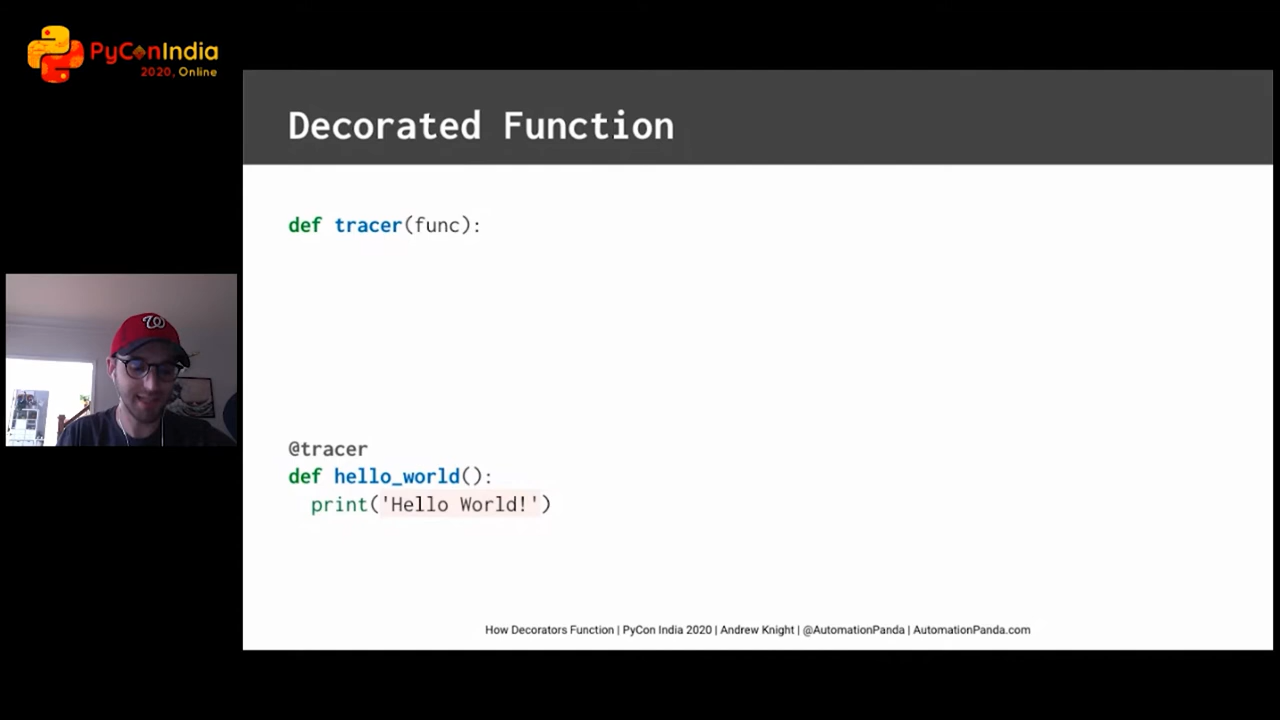 PyConIndia
2020, Online
Decorated Function
def tracer(func):
@tracer
def hello_world():
  print('Hello World!')
How Decorators Function | PyCon India 2020 | Andrew Knight | @AutomationPanda | AutomationPanda.com
W